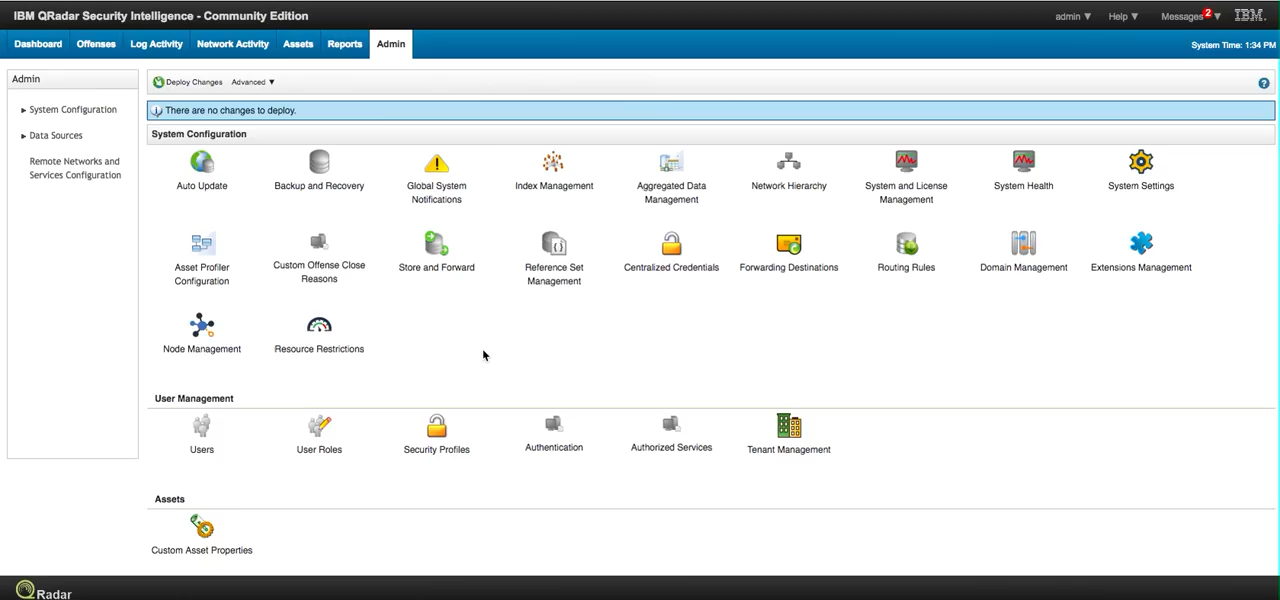 IBM QRadar Security Intelligence - Community Edition
admin ▼ Help ▼ Messages 2 ▼ IBM.
Dashboard Offenses Log Activity Network Activity Assets Reports Admin System Time: 1:34 PM
Admin
System Configuration
Data Sources
Remote Networks and
Services Configuration
Deploy Changes Advanced ▼ ?
There are no changes to deploy.
System Configuration
Auto Update
Backup and Recovery
Global System
Notifications
Index Management
Aggregated Data
Management
Network Hierarchy
System and License
Management
System Health
System Settings
Asset Profiler
Configuration
Custom Offense Close
Reasons
Store and Forward
Reference Set
Management
Centralized Credentials
Forwarding Destinations
Routing Rules
Domain Management
Extensions Management
Node Management
Resource Restrictions
User Management
Users
User Roles
Security Profiles
Authentication
Authorized Services
Tenant Management
Assets
Custom Asset Properties
QRadar